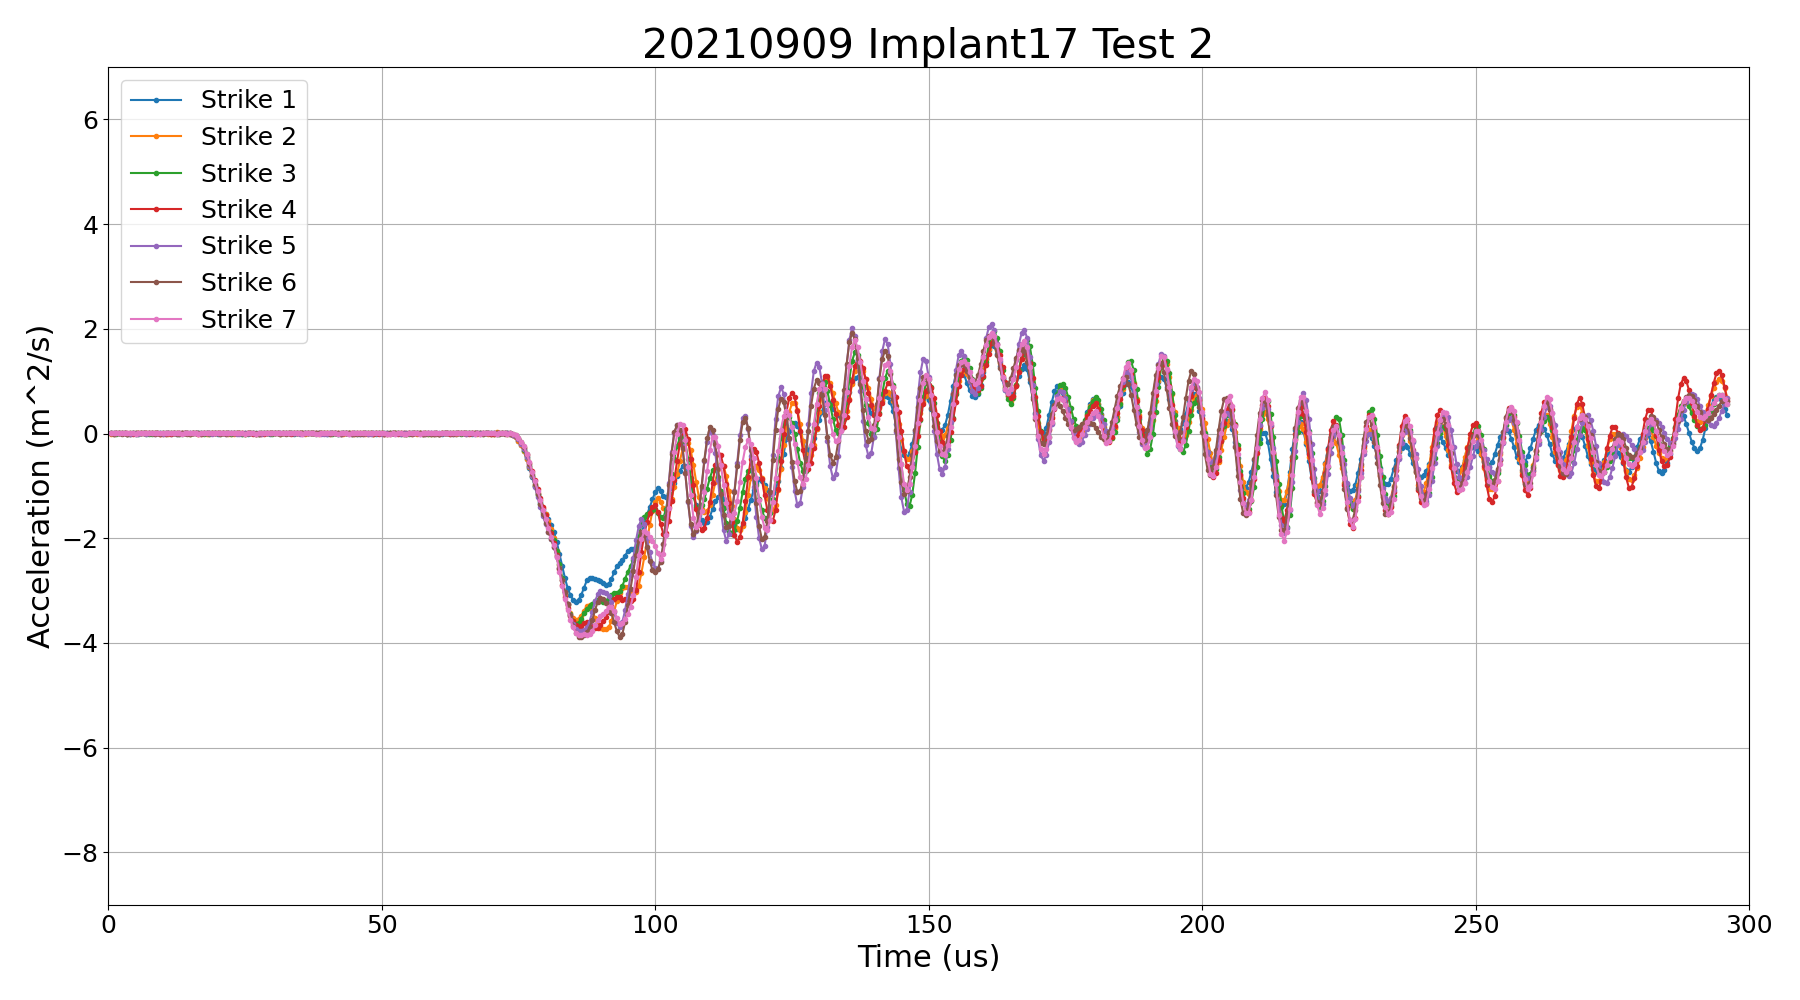 20210909 Implant17 Test 2
Strike 1
Strike 2
Strike 3
Strike 4
Strike 5
Strike 6
Strike 7
Acceleration (m^2/s)
6
4
2
0
−2
−4
−6
−8
0 50 100 150 200 250 300
Time (us)